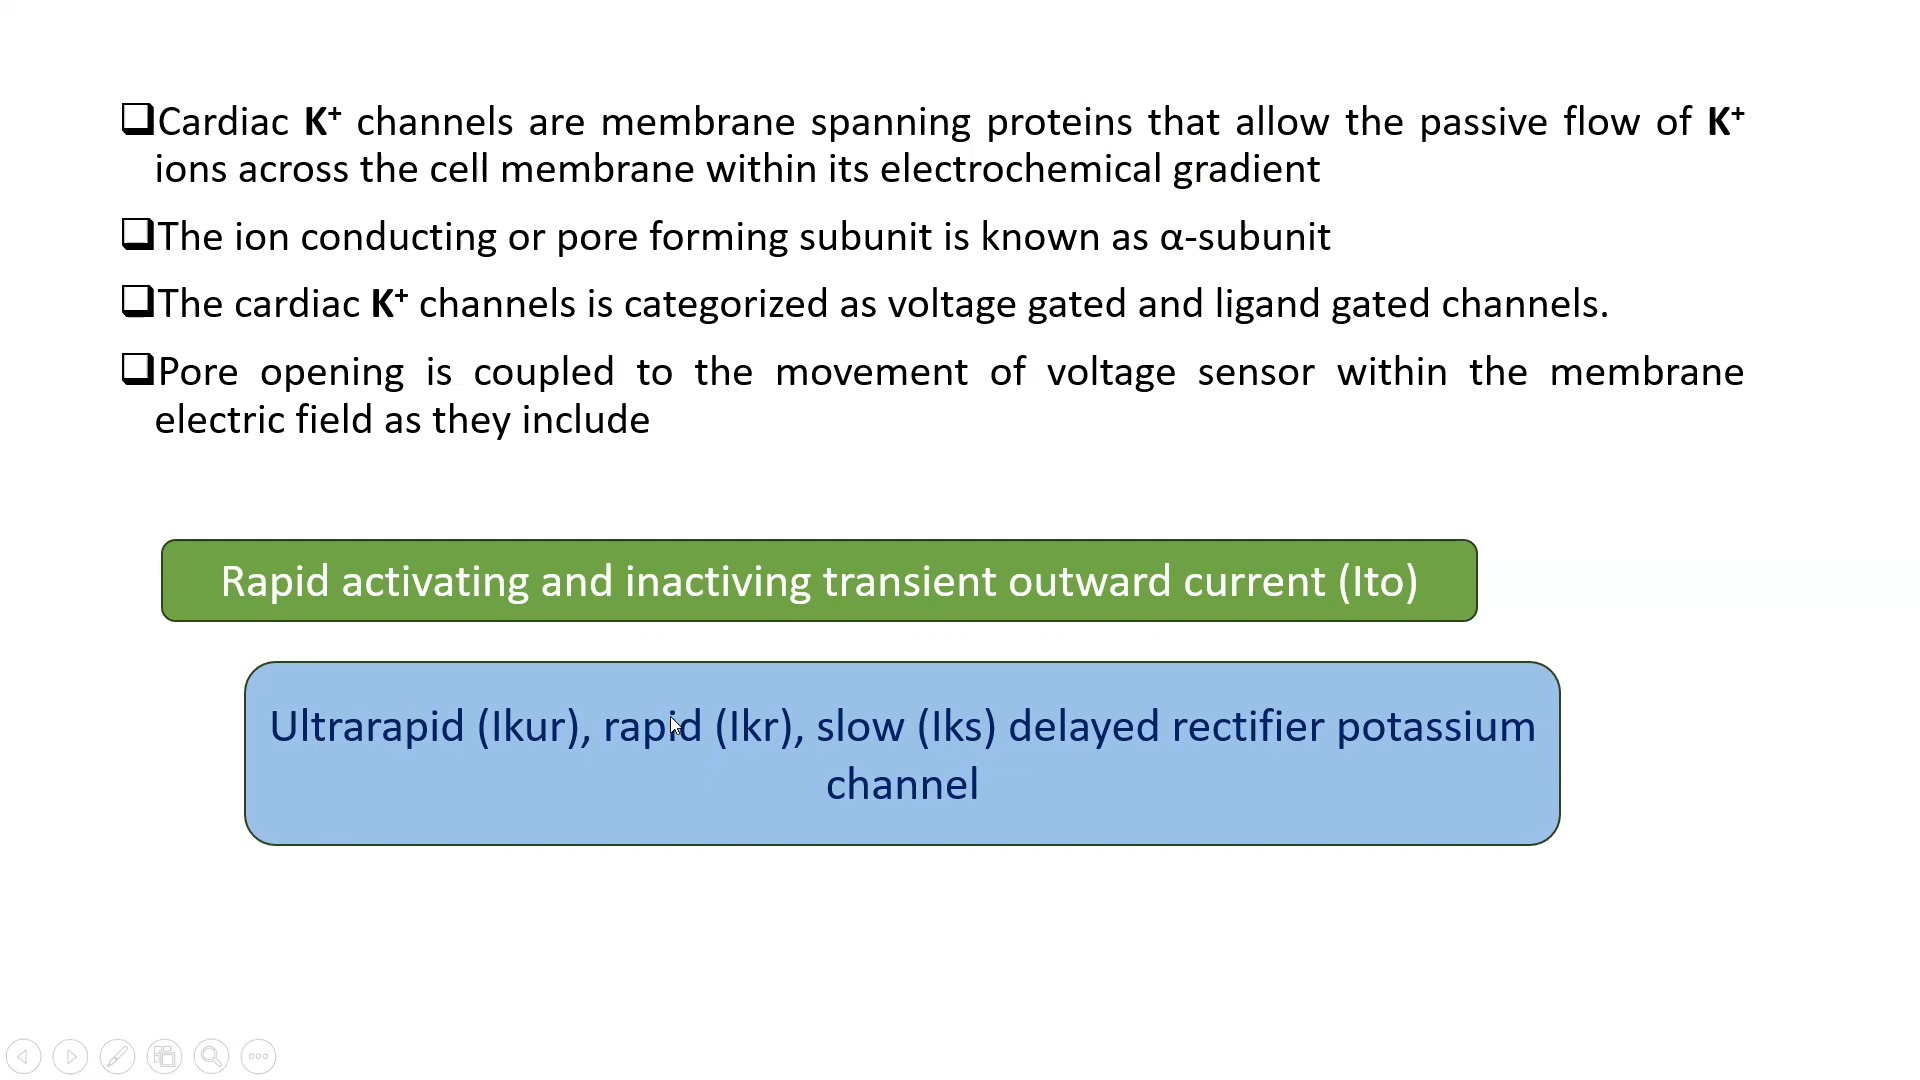 ❑Cardiac K⁺ channels are membrane spanning proteins that allow the passive flow of K⁺
ions across the cell membrane within its electrochemical gradient
❑The ion conducting or pore forming subunit is known as α-subunit
❑The cardiac K⁺ channels is categorized as voltage gated and ligand gated channels.
❑Pore opening is coupled to the movement of voltage sensor within the membrane
electric field as they include
Rapid activating and inactiving transient outward current (Ito)
Ultrarapid (Ikur), rapid (Ikr), slow (Iks) delayed rectifier potassium
channel